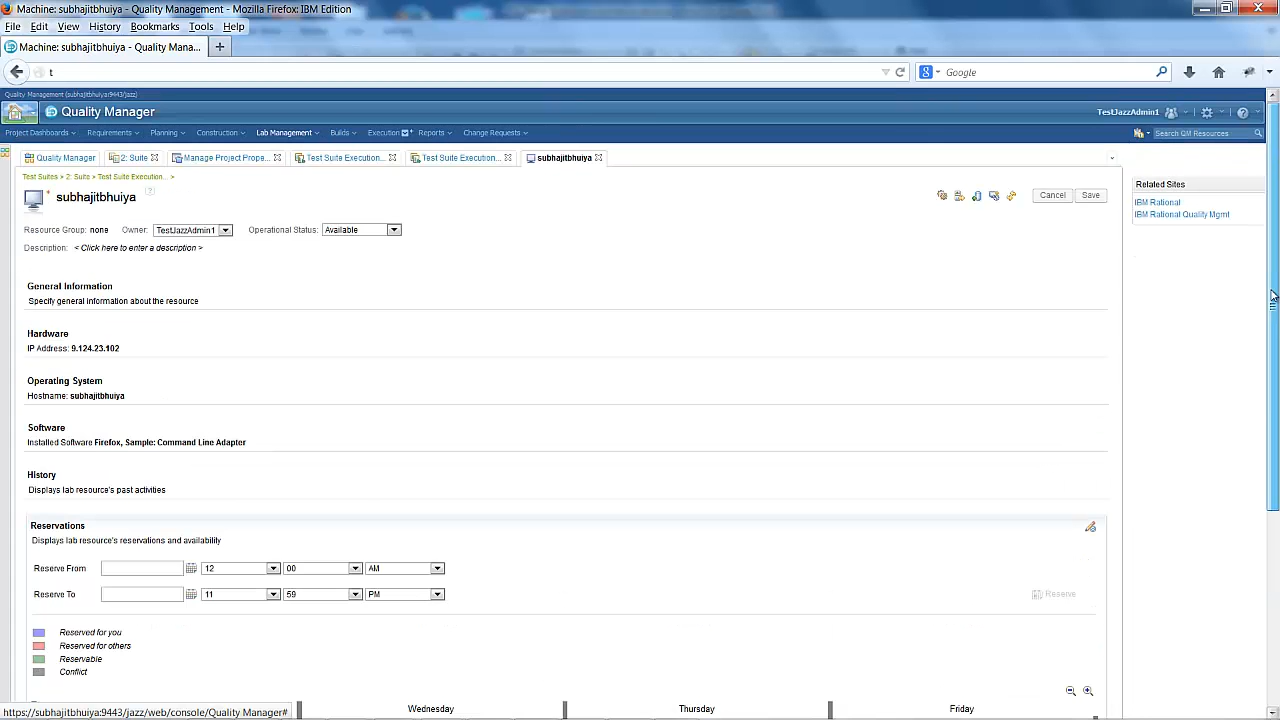 Machine: subhajitbhuiya - Quality Management - Mozilla Firefox: IBM Edition
File Edit View History Bookmarks Tools Help
Machine: subhajitbhuiya - Quality Mana...
t
Google
Quality Management (subhajitbhuiya:9443/jazz)
Quality Manager
TestJazzAdmin1
Project Dashboards Requirements Planning Construction Lab Management Builds Execution Reports Change Requests
Search QM Resources
Quality Manager 2: Suite Manage Project Prope... Test Suite Execution... Test Suite Execution... subhajitbhuiya
Test Suites > 2: Suite > Test Suite Execution... >
subhajitbhuiya
Cancel Save
Related Sites
IBM Rational
IBM Rational Quality Mgmt
Resource Group: none Owner: TestJazzAdmin1 Operational Status: Available
Description: < Click here to enter a description >
General Information
Specify general information about the resource
Hardware
IP Address: 9.124.23.102
Operating System
Hostname: subhajitbhuiya
Software
Installed Software Firefox, Sample: Command Line Adapter
History
Displays lab resource's past activities
Reservations
Displays lab resource's reservations and availability
Reserve From 12 00 AM
Reserve To 11 59 PM
Reserve
Reserved for you
Reserved for others
Reservable
Conflict
Wednesday Thursday Friday
https://subhajitbhuiya:9443/jazz/web/console/Quality Manager#